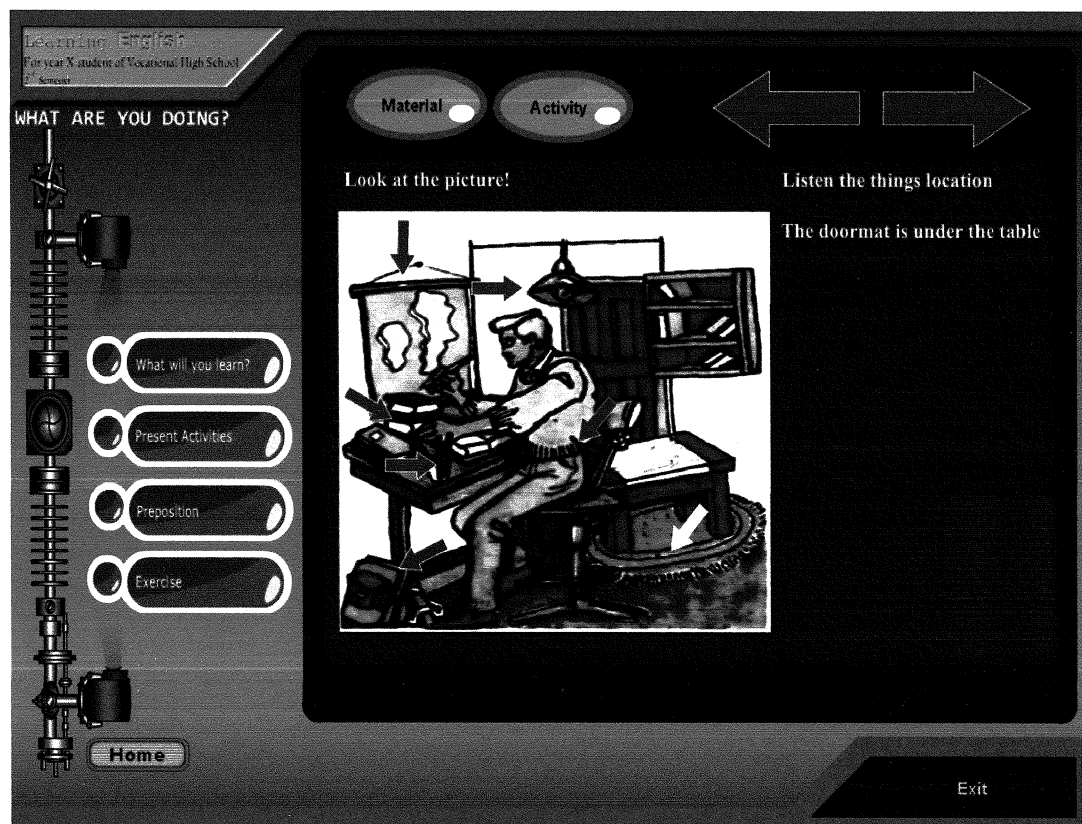 Learning English
For year X student of Vocational High School
1st Semester
WHAT ARE YOU DOING?
Material
Activity
Look at the picture!
Listen the things location
The doormat is under the table
What will you learn?
Present Activities
Preposition
Exercise
Home
Exit